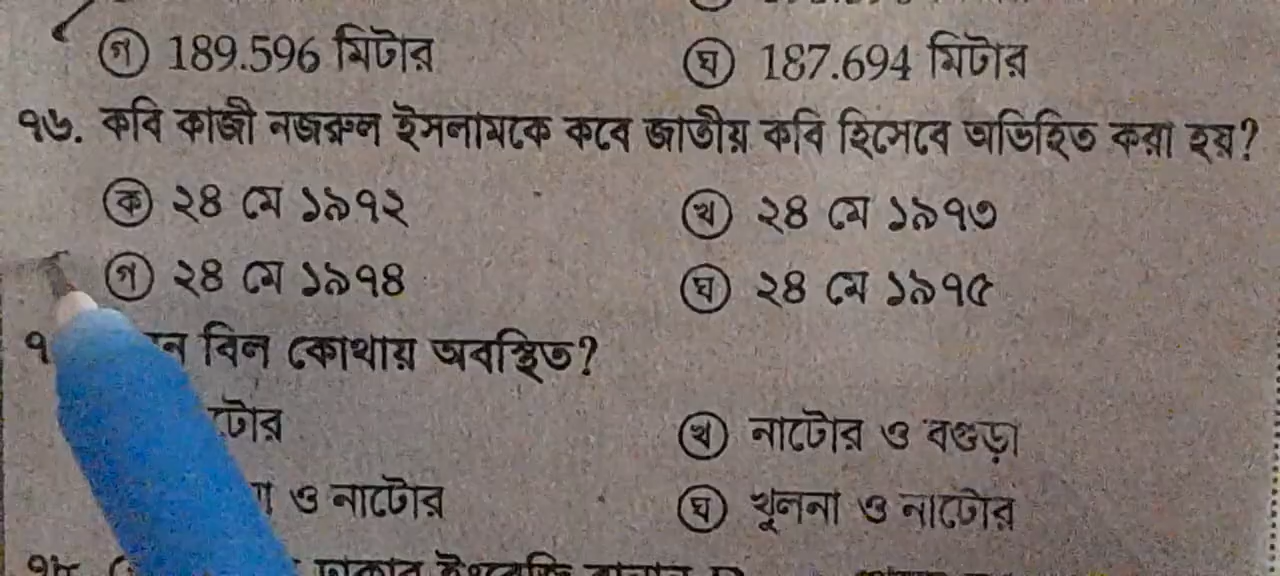 গ 189.596 মিটার ঘ 187.694 মিটার
৭৬. কবি কাজী নজরুল ইসলামকে কবে জাতীয় কবি হিসেবে অভিহিত করা হয়?
ক ২৪ মে ১৯৭২ খ ২৪ মে ১৯৭৩
গ ২৪ মে ১৯৭৪ ঘ ২৪ মে ১৯৭৫
বিল কোথায় অবস্থিত?
খ নাটোর ও বগুড়া
ও নাটোর ঘ খুলনা ও নাটোর